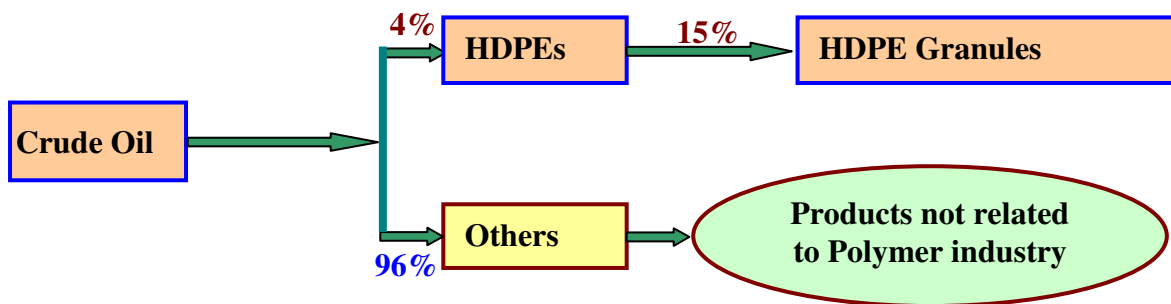 4%
HDPEs
15%
HDPE Granules
Crude Oil
Others
96%
Products not related
to Polymer industry